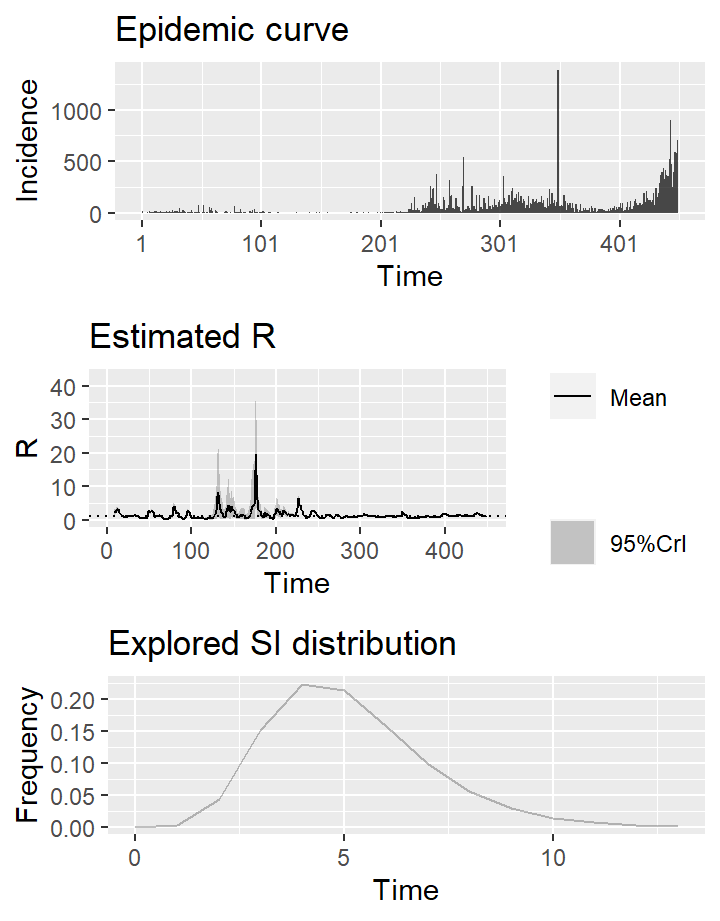 Epidemic curve
Incidence
1000
500
0
1 101 201 301 401
Time
Estimated R
R
40
30
20
10
0
0 100 200 300 400
Time
Mean
95%CrI
Explored SI distribution
Frequency
0.20
0.15
0.10
0.05
0.00
0 5 10
Time